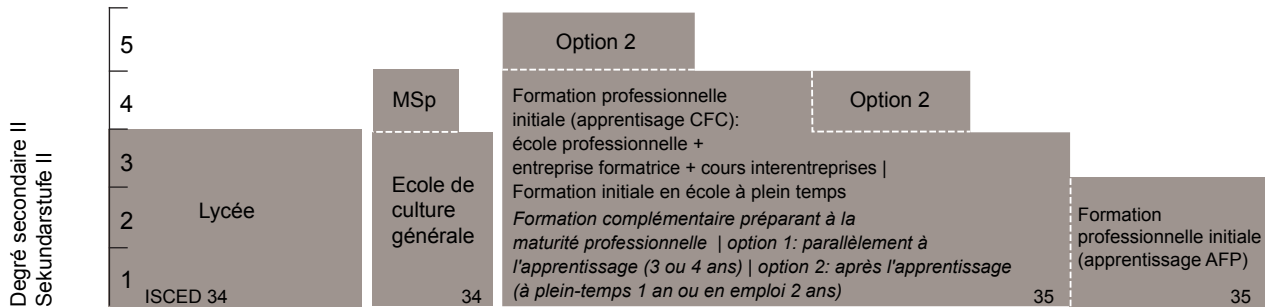 Degré secondaire II
Sekundarstufe II
5
4
3
2
1
Lycée
ISCED 34
MSp
Ecole de
culture
générale
34
Option 2
Formation professionnelle
initiale (apprentisage CFC):
école professionnelle +
entreprise formatrice + cours interentreprises |
Formation initiale en école à plein temps
Formation complémentaire préparant à la
maturité professionnelle | option 1: parallèlement à
l'apprentissage (3 ou 4 ans) | option 2: après l'apprentissage
(à plein-temps 1 an ou en emploi 2 ans)
35
Option 2
Formation
professionnelle initiale
(apprentissage AFP)
35